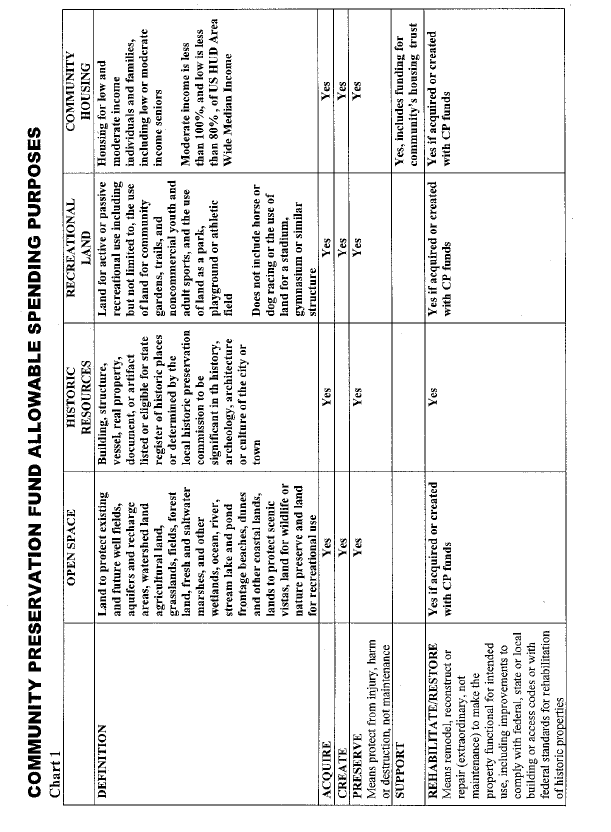 COMMUNITY PRESERVATION FUND ALLOWABLE SPENDING PURPOSES
Chart 1
OPEN SPACE
HISTORIC
RESOURCES
RECREATIONAL
LAND
COMMUNITY
HOUSING
DEFINITION
Land to protect existing
and future well fields,
aquifers and recharge
areas, watershed land
agricultural land,
grasslands, fields, forest
land, fresh and saltwater
marshes, and other
wetlands, ocean, river,
stream lake and pond
frontage beaches, dunes
and other coastal lands,
lands to protect scenic
vistas, land for wildlife or
nature preserve and land
for recreational use
Building, structure,
vessel, real property,
document, or artifact
listed or eligible for state
register of historic places
or determined by the
local historic preservation
commission to be
significant in th history,
archeology, architecture
or culture of the city or
town
Land for active or passive
recreational use including
but not limited to, the use
of land for community
gardens, trails, and
noncommercial youth and
adult sports, and the use
of land as a park,
playground or athletic
field
Does not include horse or
dog racing or the use of
land for a stadium,
gymnasium or similar
structure
Housing for low and
moderate income
individuals and families,
including low or moderate
income seniors
Moderate income is less
than 100%, and low is less
than 80% , of US HUD Area
Wide Median Income
ACQUIRE
Yes
Yes
Yes
Yes
CREATE
Yes
Yes
Yes
PRESERVE
Means protect from injury, harm
or destruction, not maintenance
Yes
Yes
Yes
Yes
SUPPORT
Yes, includes funding for
community's housing trust
REHABILITATE/RESTORE
Means remodel, reconstruct or
repair (extraordinary, not
maintenance) to make the
property functional for intended
use, including improvements to
comply with federal, state or local
building or access codes or with
federal standards for rehabilitation
of historic properties
Yes if acquired or created
with CP funds
Yes
Yes if acquired or created
with CP funds
Yes if acquired or created
with CP funds